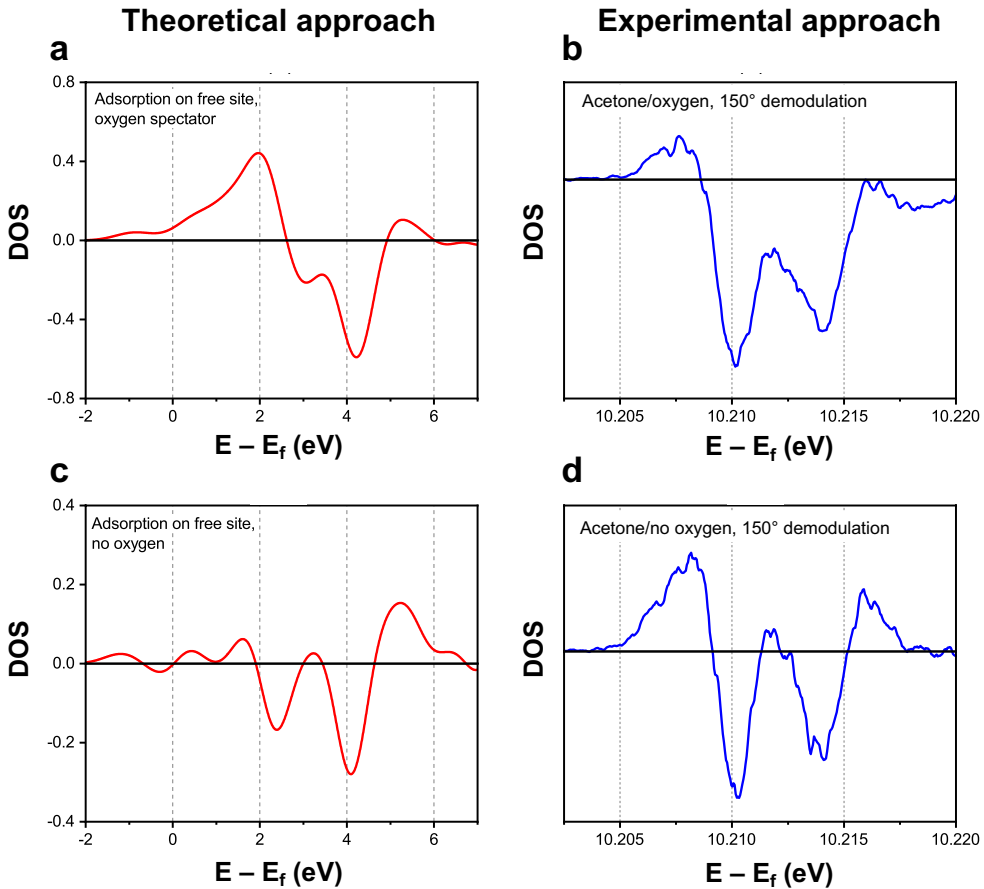 Theoretical approach
Experimental approach
a
b
0.8
0.4
0.0
-0.4
-0.8
DOS
Adsorption on free site,
oxygen spectator
-2
0
2
4
6
E – Ef (eV)
DOS
Acetone/oxygen, 150° demodulation
10.205
10.210
10.215
10.220
E – Ef (eV)
c
d
0.4
0.2
0.0
-0.2
-0.4
DOS
Adsorption on free site,
no oxygen
-2
0
2
4
6
E – Ef (eV)
DOS
Acetone/no oxygen, 150° demodulation
10.205
10.210
10.215
10.220
E – Ef (eV)